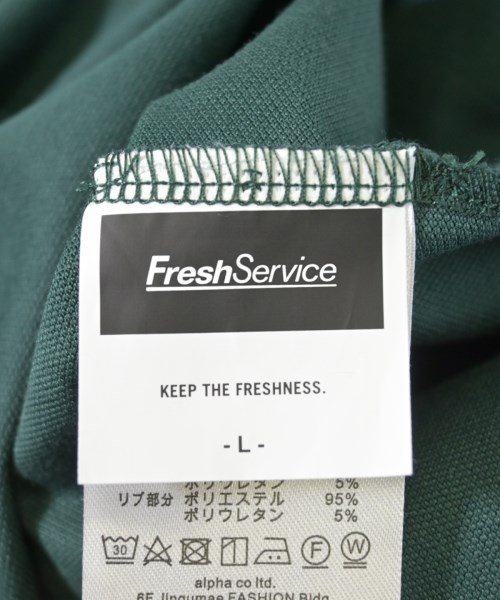 FreshService
KEEP THE FRESHNESS.
- L -
ポリウレタン 5%
リブ部分 ポリエステル 95%
ポリウレタン 5%
30 F W
alpha co ltd.
6F Jingumae FASHION Bldg.